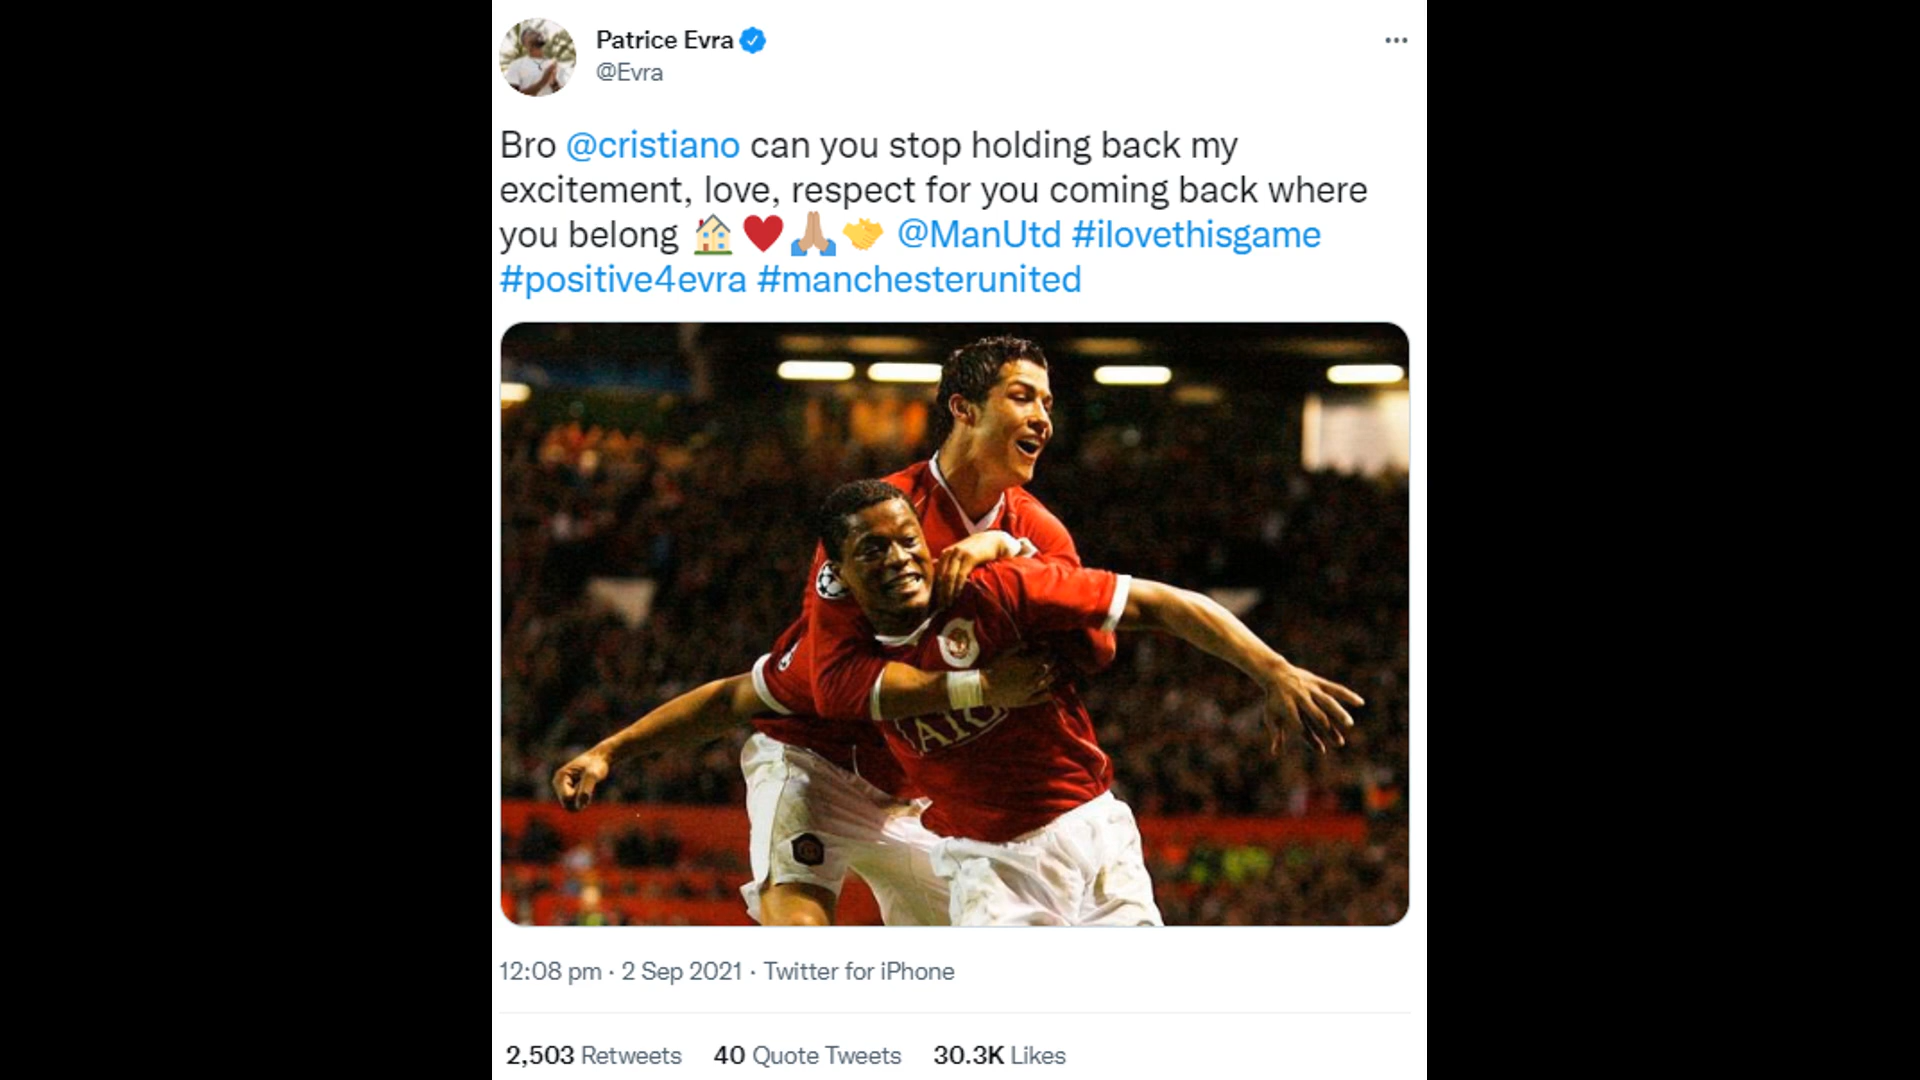 Patrice Evra
@Evra
Bro @cristiano can you stop holding back my
excitement, love, respect for you coming back where
you belong 🏠❤️🙏🏼🤝 @ManUtd #ilovethisgame
#positive4evra #manchesterunited
AIG
12:08 pm · 2 Sep 2021 · Twitter for iPhone
2,503 Retweets 40 Quote Tweets 30.3K Likes